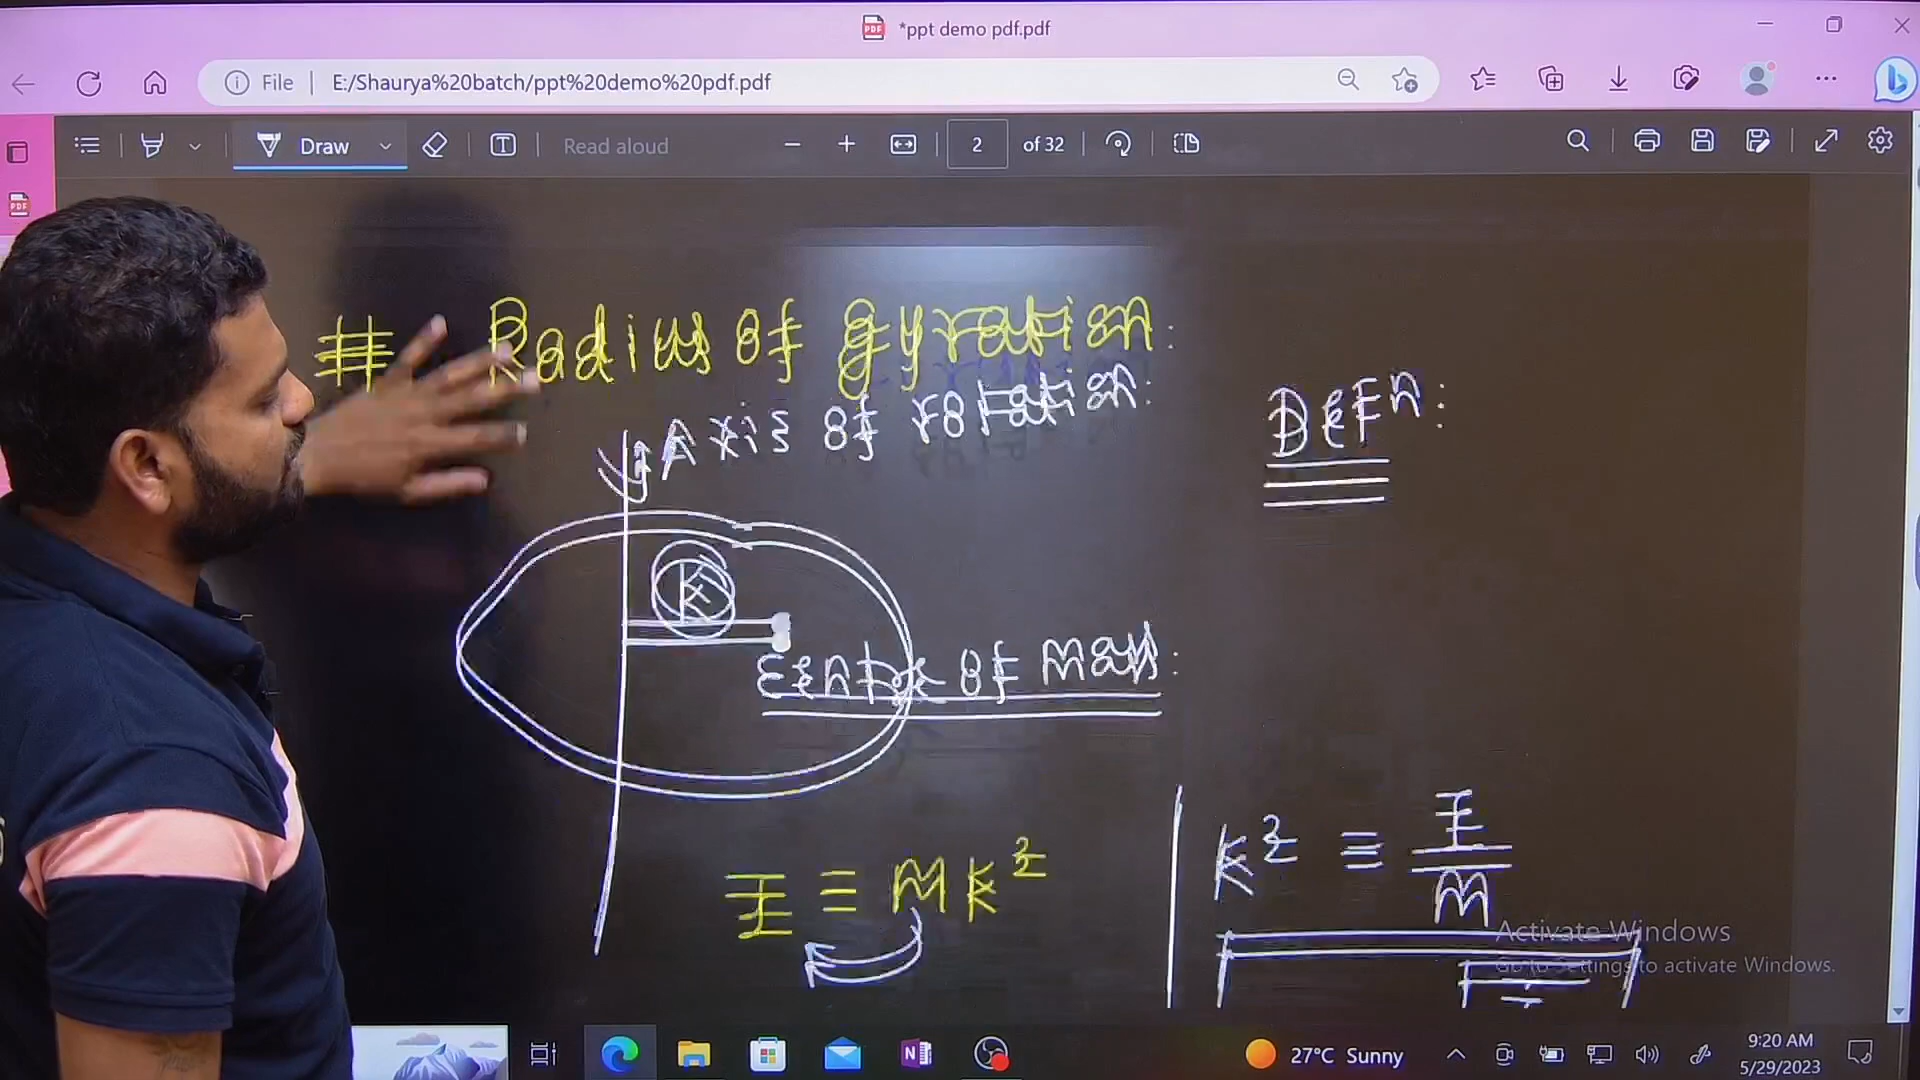 *ppt demo pdf.pdf
File | E:/Shaurya%20batch/ppt%20demo%20pdf.pdf
Draw
Read aloud
2 of 32
# Radius of gyration:
Axis of rotation:
Defn:
K
Centre of Mass:
I = MK²
K² = I/M
Activate Windows
Go to Settings to activate Windows.
27°C Sunny
9:20 AM
5/29/2023